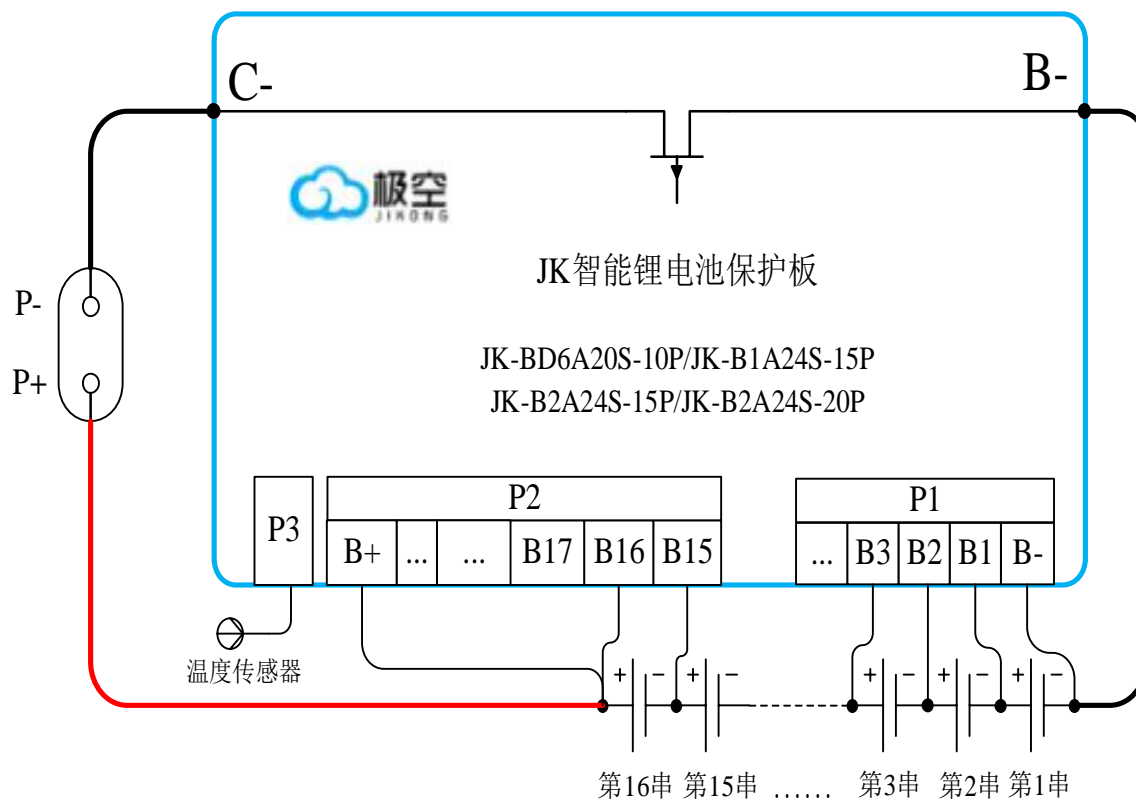 C-
B-
极空
JIKONG
JK智能锂电池保护板
P-
P+
JK-BD6A20S-10P/JK-B1A24S-15P
JK-B2A24S-15P/JK-B2A24S-20P
P3
P2
B+ ... ... B17 B16 B15
P1
... B3 B2 B1 B-
温度传感器
+ - + - + - + - + -
第16串 第15串 ...... 第3串 第2串 第1串